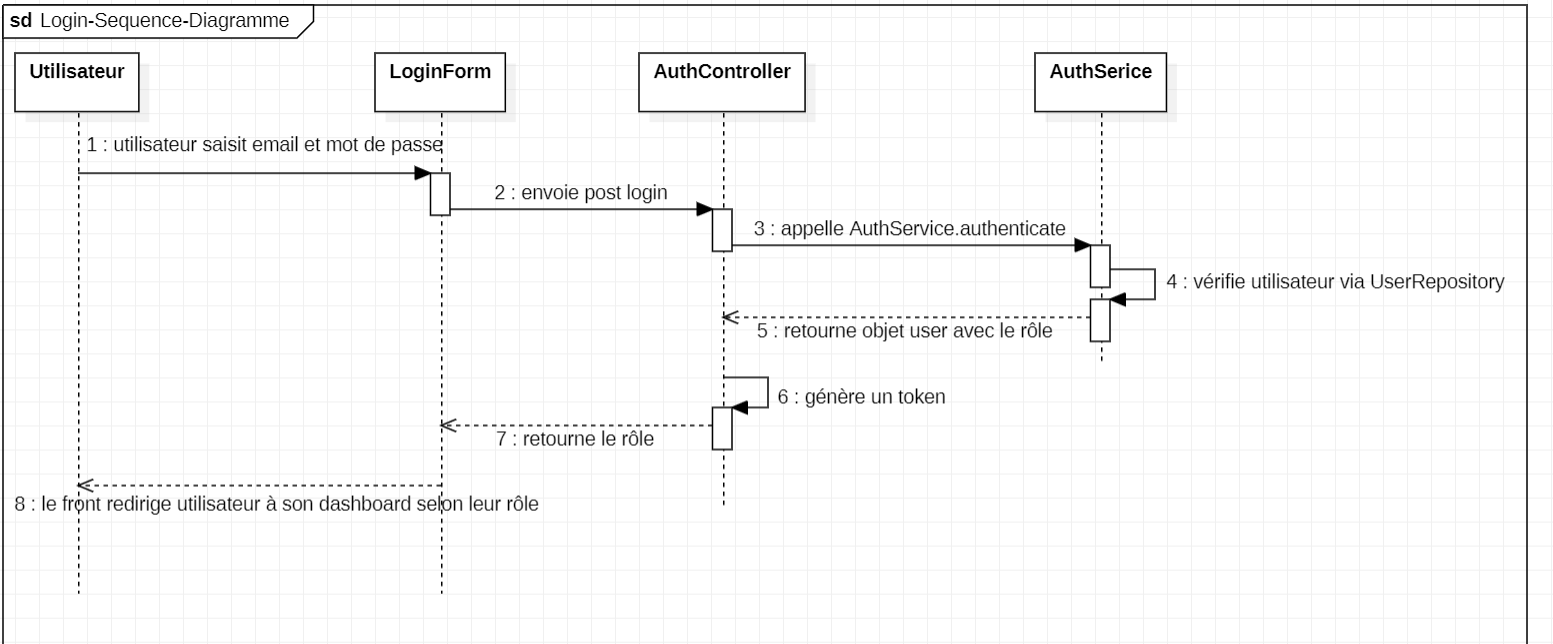 sd Login-Sequence-Diagramme
Utilisateur
LoginForm
AuthController
AuthSerice
1 : utilisateur saisit email et mot de passe
2 : envoie post login
3 : appelle AuthService.authenticate
4 : vérifie utilisateur via UserRepository
5 : retourne objet user avec le rôle
6 : génère un token
7 : retourne le rôle
8 : le front redirige utilisateur à son dashboard selon leur rôle